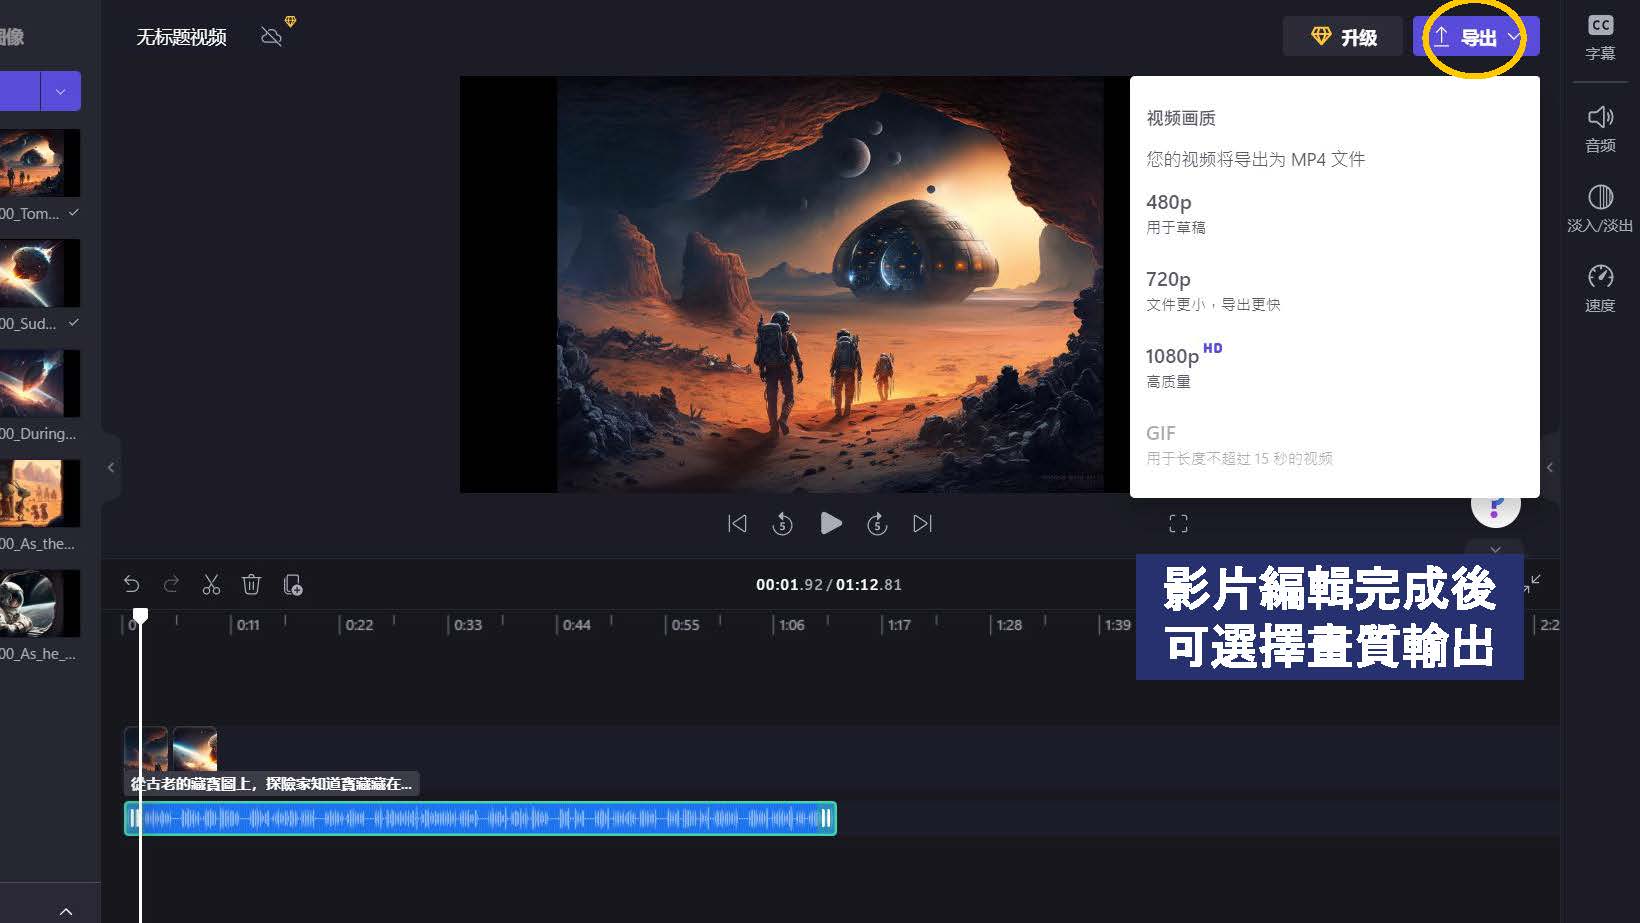 图像
无标题视频
升级
导出
CC
字幕
音频
淡入/淡出
速度
00_Tom...
00_Sud...
00_During...
00_As_the...
00_As_he_...
视频画质
您的视频将导出为 MP4 文件
480p
用于草稿
720p
文件更小，导出更快
1080p HD
高质量
GIF
用于长度不超过 15 秒的视频
5
5
?
00:01.92 / 01:12.81
影片編輯完成後
可選擇畫質輸出
0 0:11 0:22 0:33 0:44 0:55 1:06 1:17 1:28 1:39 2:2
從古老的藏寶圖上，探險家知道寶藏藏在...